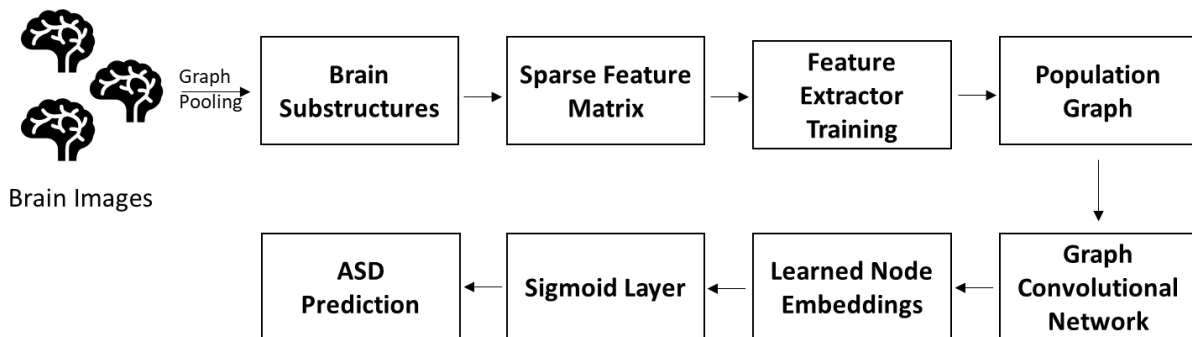 Graph
Pooling
Brain
Substructures
Sparse Feature
Matrix
Feature
Extractor
Training
Population
Graph
Brain Images
Graph
Convolutional
Network
Learned Node
Embeddings
Sigmoid Layer
ASD
Prediction